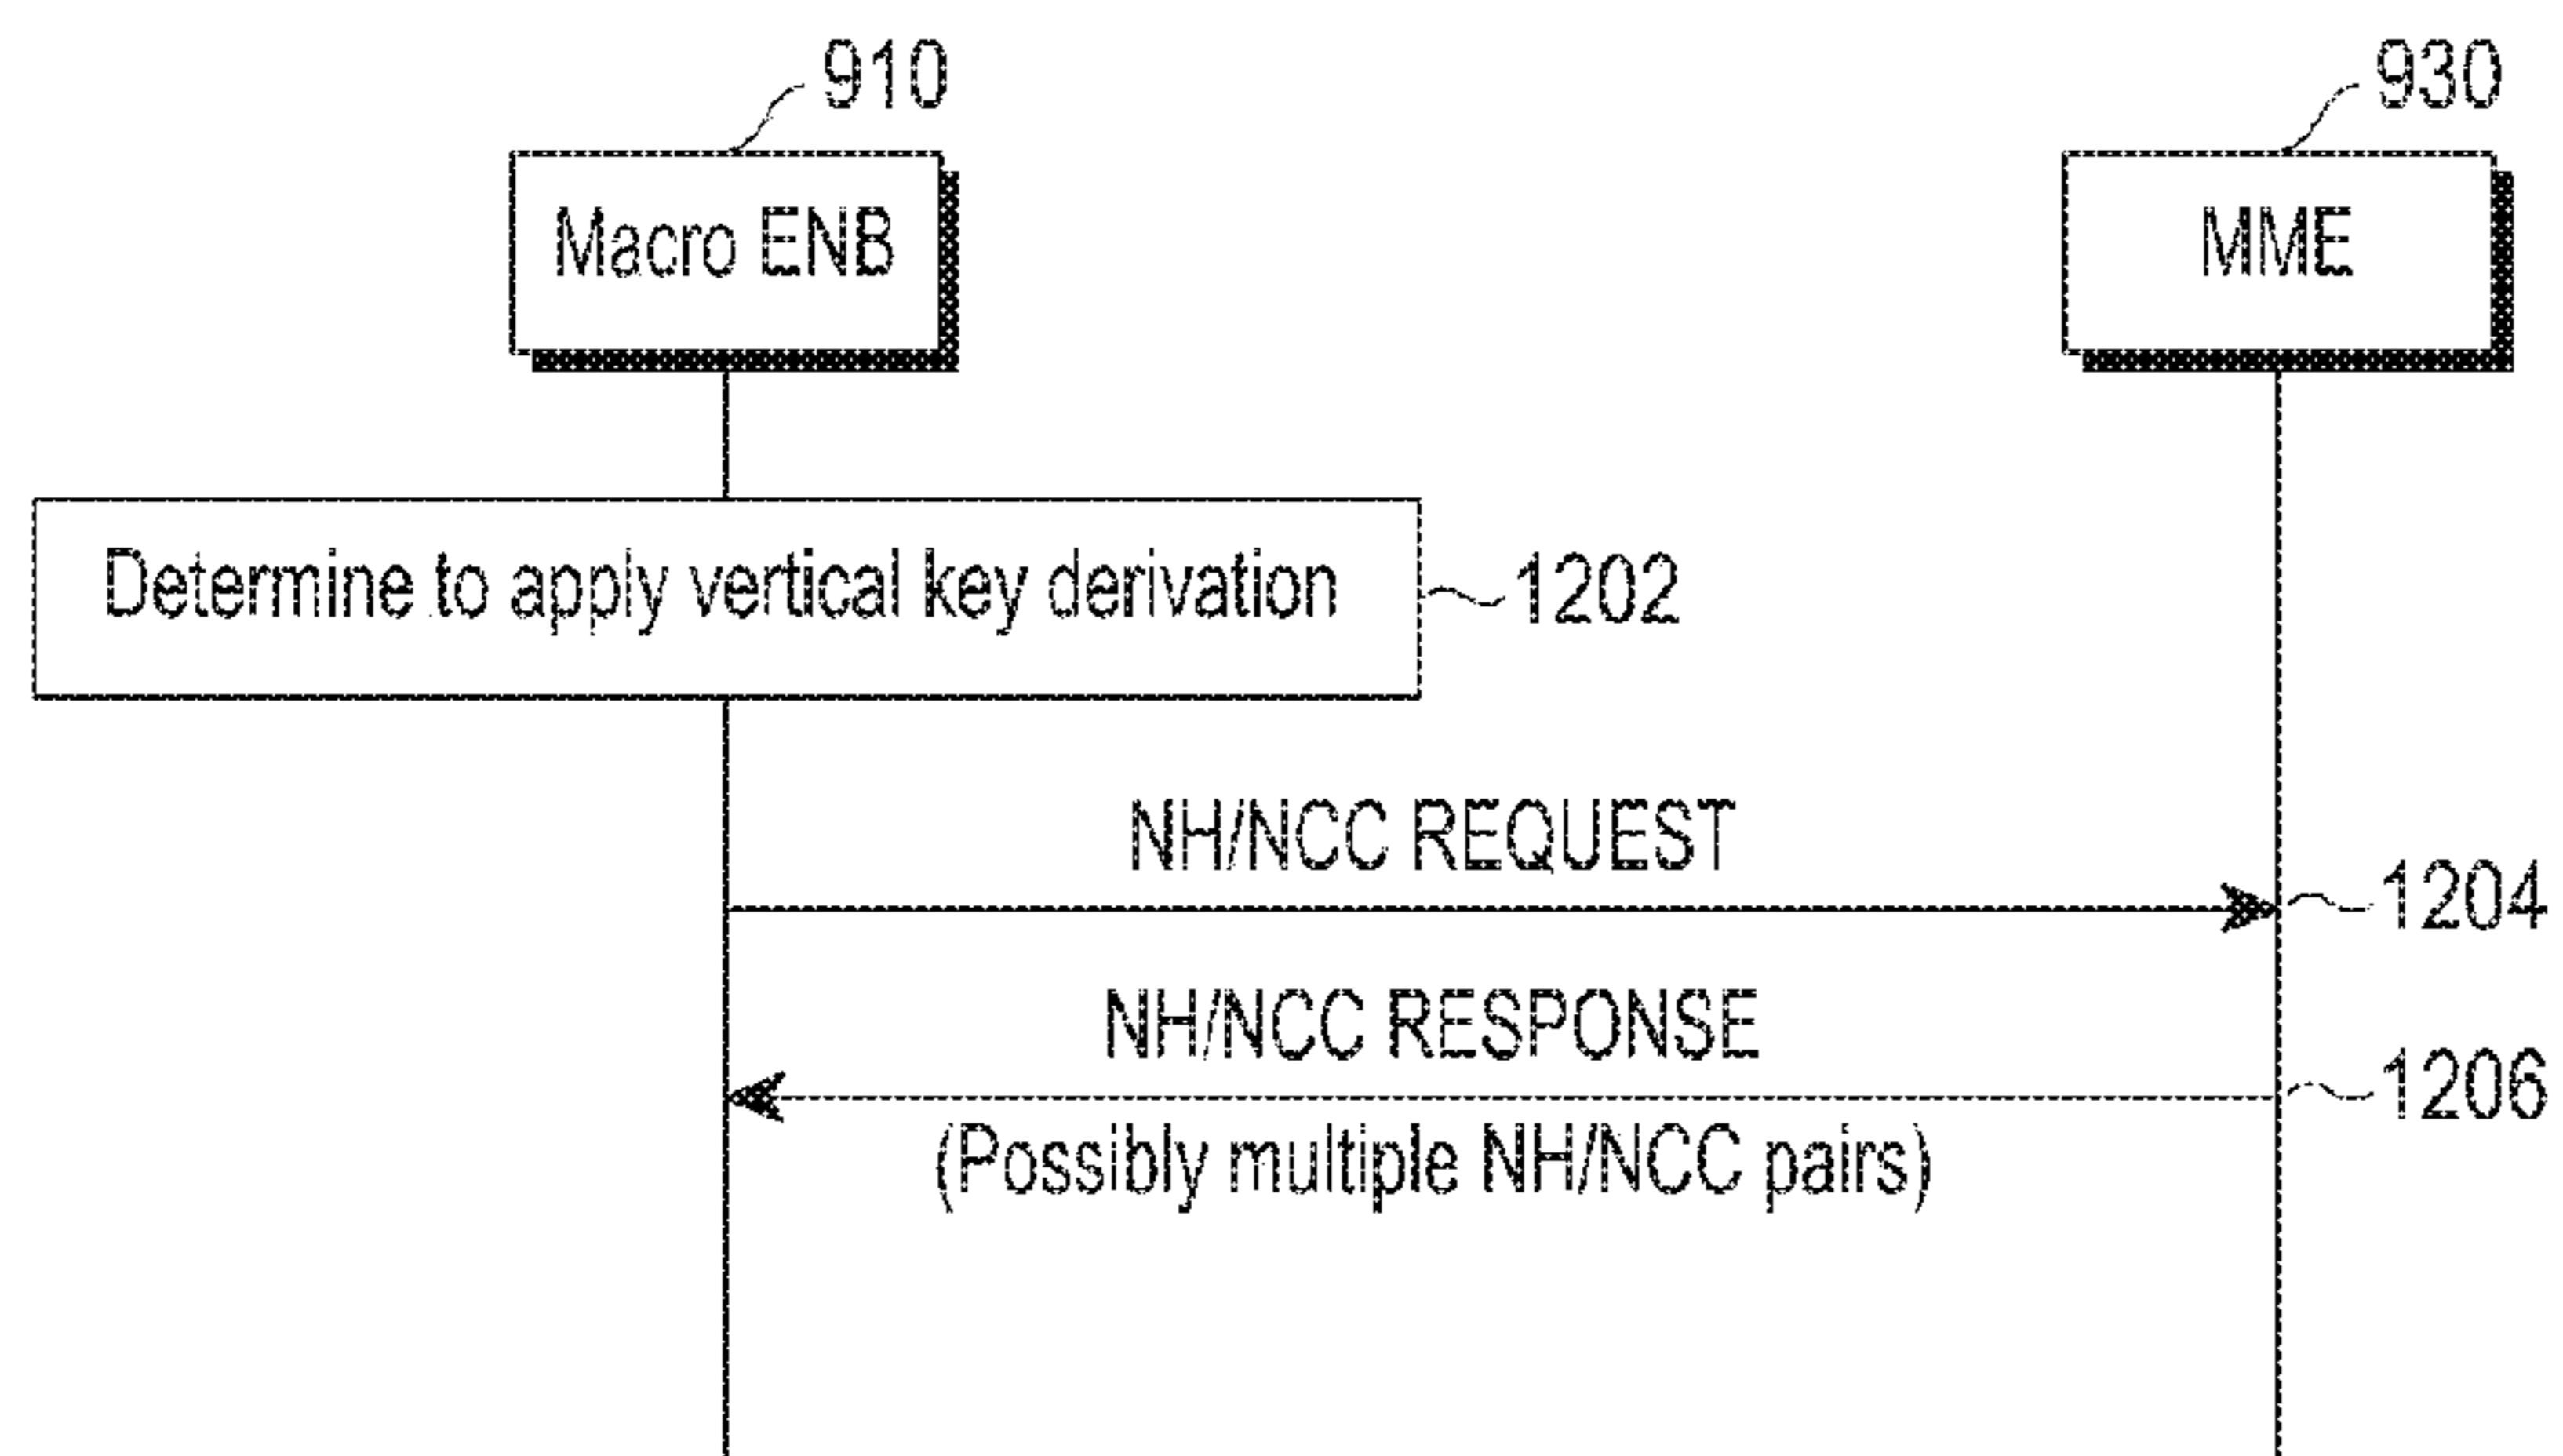 910
930
Macro ENB
MME
Determine to apply vertical key derivation
1202
NH/NCC REQUEST
1204
NH/NCC RESPONSE
1206
(Possibly multiple NH/NCC pairs)